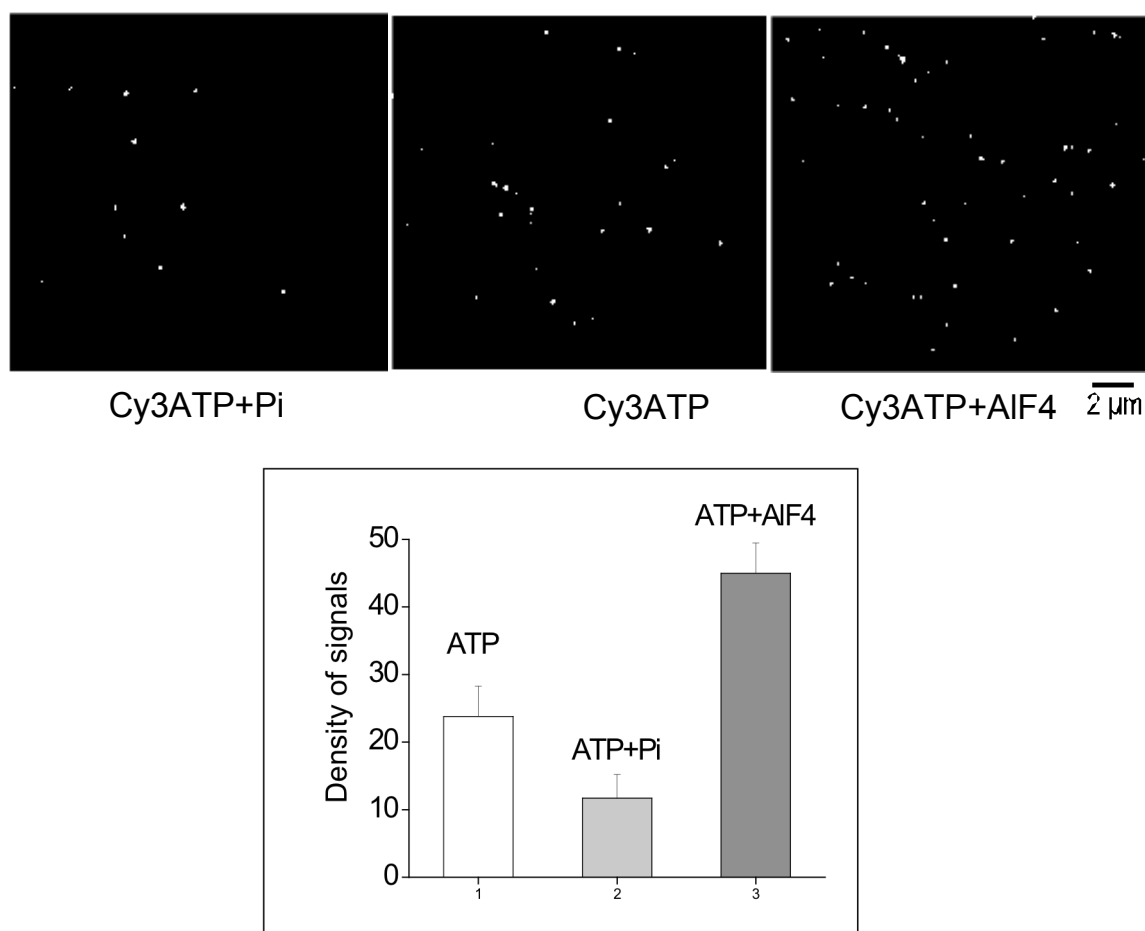 Cy3ATP+Pi
Cy3ATP
Cy3ATP+AlF4
2 μm
ATP+AlF4
50
40
ATP
30
20
ATP+Pi
10
0
Density of signals
1
2
3